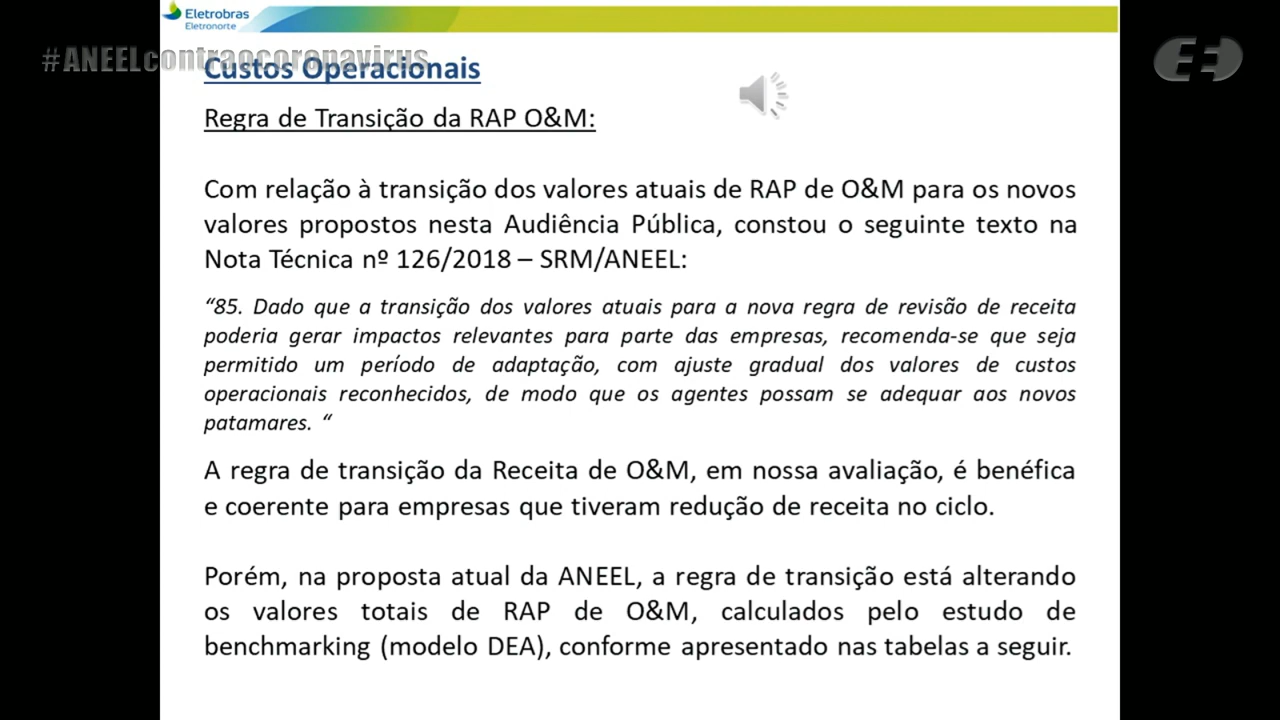 Eletrobras
Eletronorte
#ANEELcontraocoronavirus
Custos Operacionais
Regra de Transição da RAP O&M:
Com relação à transição dos valores atuais de RAP de O&M para os novos
valores propostos nesta Audiência Pública, constou o seguinte texto na
Nota Técnica nº 126/2018 – SRM/ANEEL:
“85. Dado que a transição dos valores atuais para a nova regra de revisão de receita
poderia gerar impactos relevantes para parte das empresas, recomenda-se que seja
permitido um período de adaptação, com ajuste gradual dos valores de custos
operacionais reconhecidos, de modo que os agentes possam se adequar aos novos
patamares. “
A regra de transição da Receita de O&M, em nossa avaliação, é benéfica
e coerente para empresas que tiveram redução de receita no ciclo.
Porém, na proposta atual da ANEEL, a regra de transição está alterando
os valores totais de RAP de O&M, calculados pelo estudo de
benchmarking (modelo DEA), conforme apresentado nas tabelas a seguir.